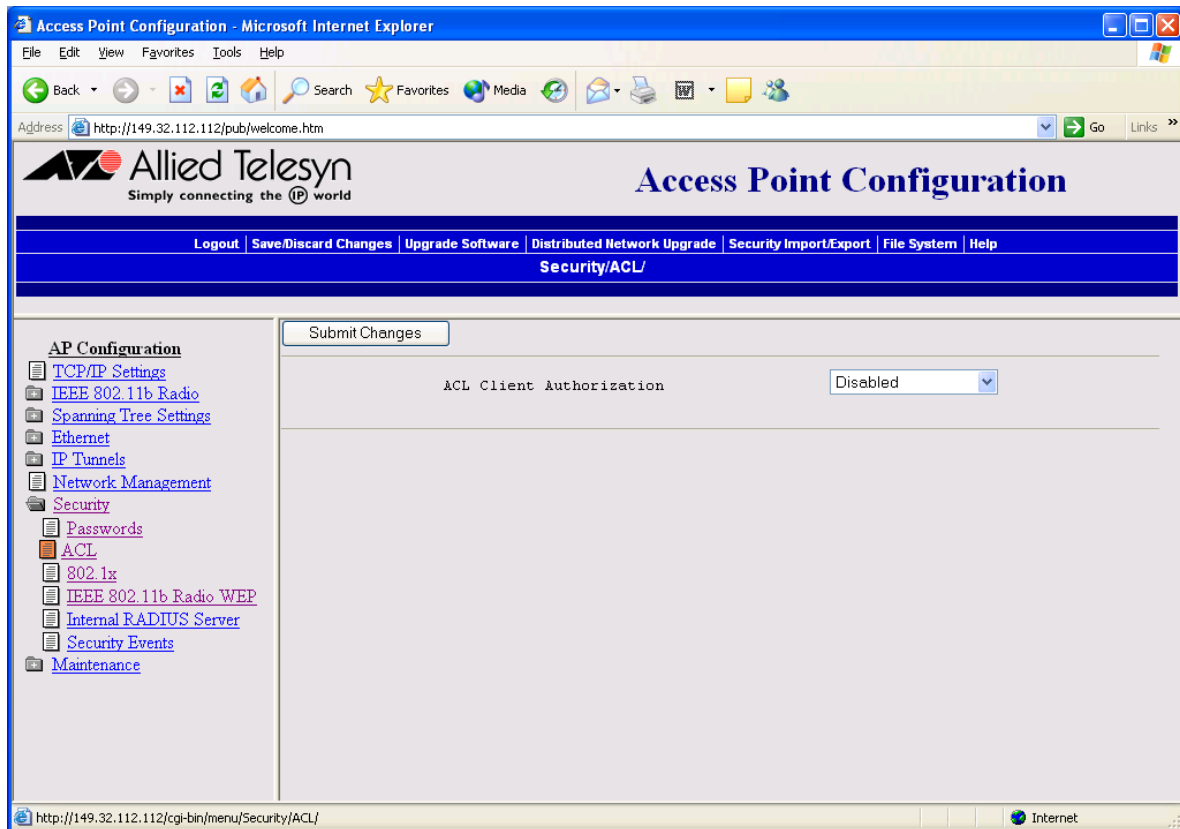 Access Point Configuration - Microsoft Internet Explorer
File Edit View Favorites Tools Help
Back Search Favorites Media
Address http://149.32.112.112/pub/welcome.htm Go Links »
Allied Telesyn
Simply connecting the IP world
Access Point Configuration
Logout | Save/Discard Changes | Upgrade Software | Distributed Network Upgrade | Security Import/Export | File System | Help
Security/ACL/
AP Configuration
TCP/IP Settings
IEEE 802.11b Radio
Spanning Tree Settings
Ethernet
IP Tunnels
Network Management
Security
Passwords
ACL
802.1x
IEEE 802.11b Radio WEP
Internal RADIUS Server
Security Events
Maintenance
Submit Changes
ACL Client Authorization Disabled
http://149.32.112.112/cgi-bin/menu/Security/ACL/ Internet